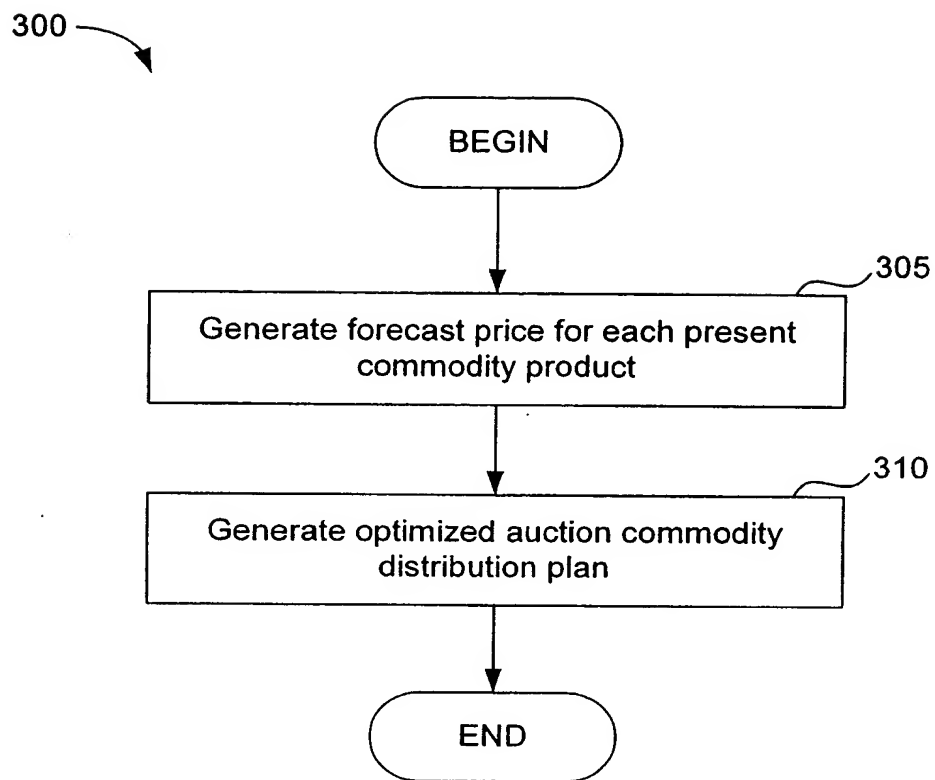 300
BEGIN
305
Generate forecast price for each present
commodity product
310
Generate optimized auction commodity
distribution plan
END